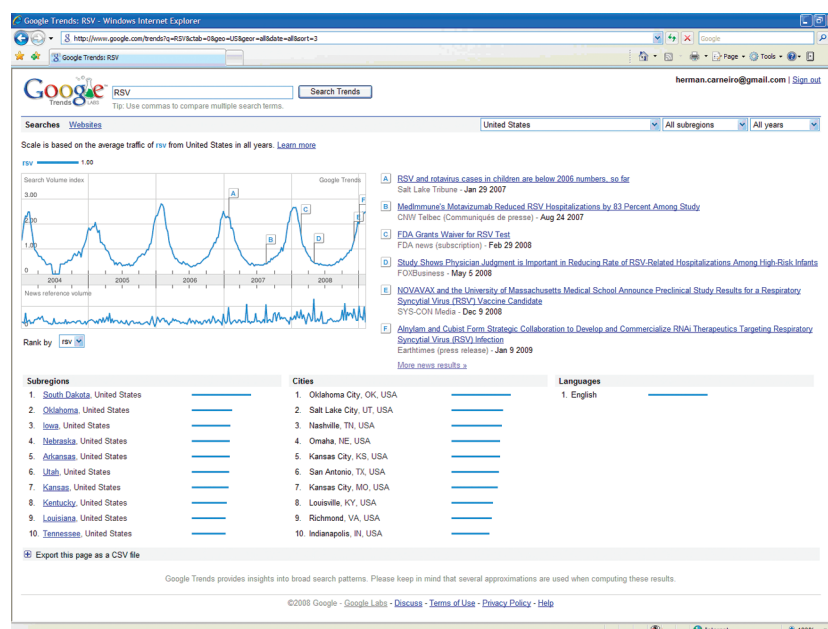 Google Trends: RSV - Windows Internet Explorer
http://www.google.com/trends?q=RSV&ctab=0&geo=US&geor=all&date=all&sort=3
Google
Google Trends: RSV
Page
Tools
herman.carneiro@gmail.com | Sign out
Google
Trends LABS
RSV
Search Trends
Tip: Use commas to compare multiple search terms.
Searches Websites
United States
All subregions
All years
Scale is based on the average traffic of rsv from United States in all years. Learn more
rsv 1.00
Search Volume index
Google Trends
3.00
2.00
1.00
0
A
B
C
D
E
F
2004 2005 2006 2007 2008
News reference volume
0
Rank by rsv
A RSV and rotavirus cases in children are below 2006 numbers, so far
Salt Lake Tribune - Jan 29 2007
B MedImmune's Motavizumab Reduced RSV Hospitalizations by 83 Percent Among Study
CNW Telbec (Communiqués de presse) - Aug 24 2007
C FDA Grants Waiver for RSV Test
FDA news (subscription) - Feb 29 2008
D Study Shows Physician Judgment is Important in Reducing Rate of RSV-Related Hospitalizations Among High-Risk Infants
FOXBusiness - May 5 2008
E NOVAVAX and the University of Massachusetts Medical School Announce Preclinical Study Results for a Respiratory
Syncytial Virus (RSV) Vaccine Candidate
SYS-CON Media - Dec 9 2008
F Alnylam and Cubist Form Strategic Collaboration to Develop and Commercialize RNAi Therapeutics Targeting Respiratory
Syncytial Virus (RSV) Infection
Earthtimes (press release) - Jan 9 2009
More news results »
Subregions
1. South Dakota, United States
2. Oklahoma, United States
3. Iowa, United States
4. Nebraska, United States
5. Arkansas, United States
6. Utah, United States
7. Kansas, United States
8. Kentucky, United States
9. Louisiana, United States
10. Tennessee, United States
Cities
1. Oklahoma City, OK, USA
2. Salt Lake City, UT, USA
3. Nashville, TN, USA
4. Omaha, NE, USA
5. Kansas City, KS, USA
6. San Antonio, TX, USA
7. Kansas City, MO, USA
8. Louisville, KY, USA
9. Richmond, VA, USA
10. Indianapolis, IN, USA
Languages
1. English
Export this page as a CSV file
Google Trends provides insights into broad search patterns. Please keep in mind that several approximations are used when computing these results.
©2008 Google - Google Labs - Discuss - Terms of Use - Privacy Policy - Help